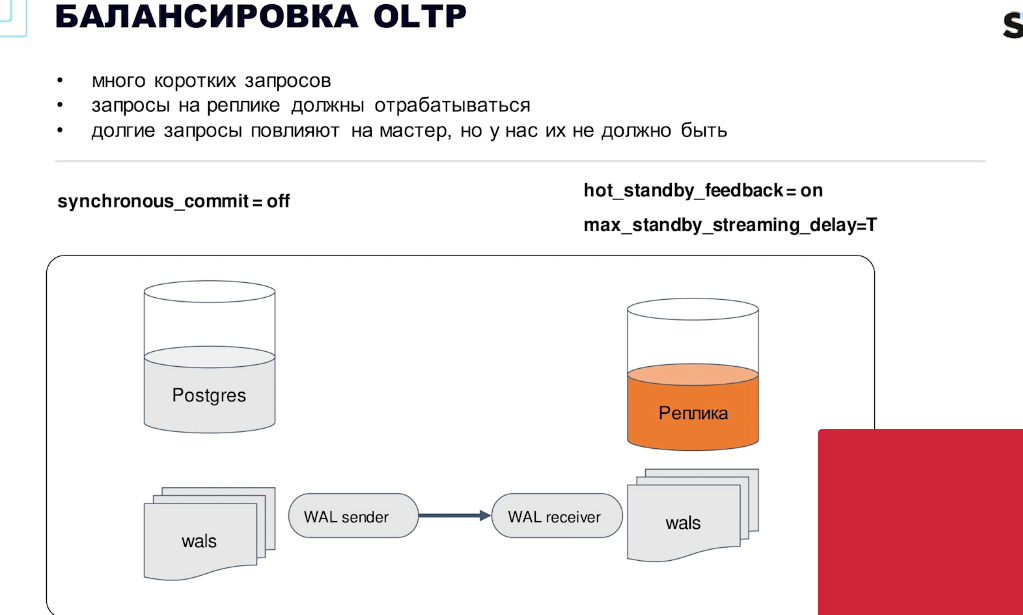 БАЛАНСИРОВКА OLTP
S
• много коротких запросов
• запросы на реплике должны отрабатываться
• долгие запросы повлияют на мастер, но у нас их не должно быть
synchronous_commit = off
hot_standby_feedback = on
max_standby_streaming_delay=T
Postgres
Реплика
wals
WAL sender
WAL receiver
wals